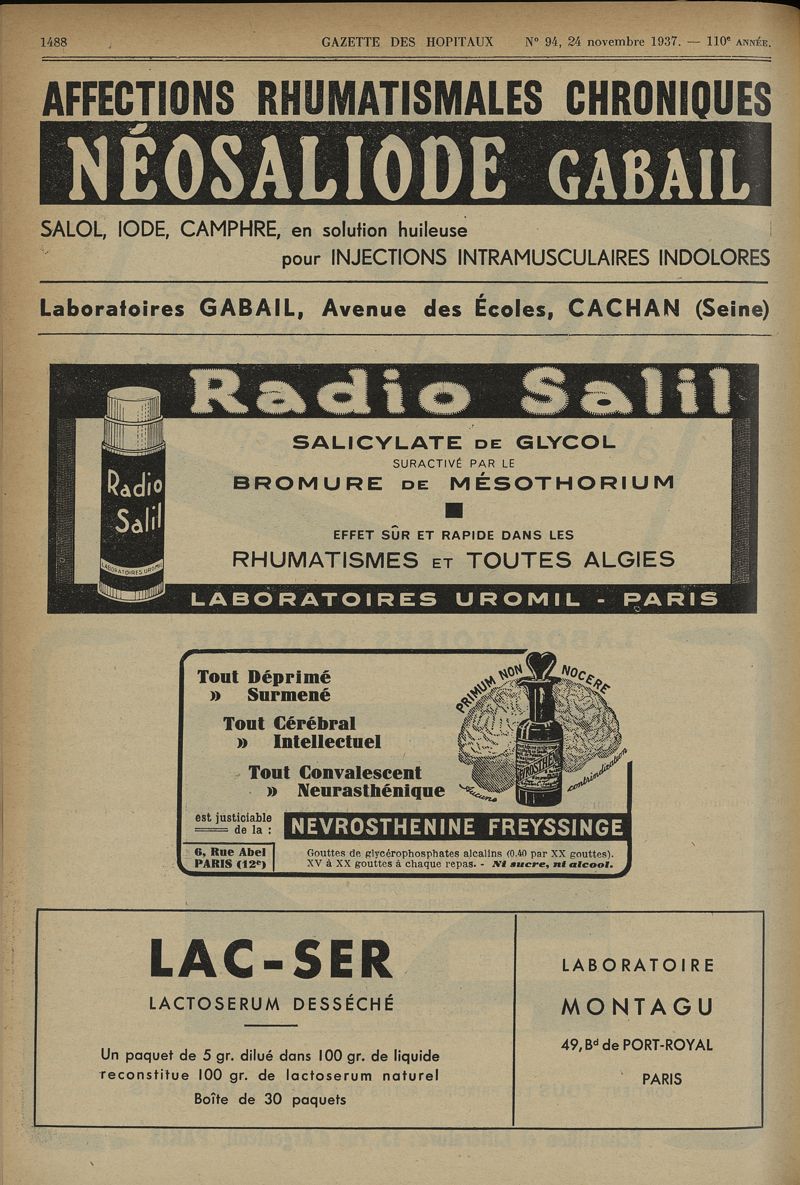 1488 GAZETTE DES HOPITAUX N° 94, 24 novembre 1937. — 110e ANNÉE.
AFFECTIONS RHUMATISMALES CHRONIQUES
NÉOSALIODE GABAIL
SALOL, IODE, CAMPHRE, en solution huileuse
pour INJECTIONS INTRAMUSCULAIRES INDOLORES
Laboratoires GABAIL, Avenue des Écoles, CACHAN (Seine)
Radio Salil
SALICYLATE DE GLYCOL
SURACTIVÉ PAR LE
BROMURE DE MÉSOTHORIUM
EFFET SÛR ET RAPIDE DANS LES
RHUMATISMES ET TOUTES ALGIES
LABORATOIRES UROMIL - PARIS
Radio
Salil
LABORATOIRES UROMIL
Tout Déprimé
» Surmené
Tout Cérébral
» Intellectuel
Tout Convalescent
» Neurasthénique
PRIMUM NON NOCERE
Aucune contrindication
est justiciable
de la :
NEVROSTHENINE FREYSSINGE
6, Rue Abel
PARIS (12e)
Gouttes de glycérophosphates alcalins (0.40 par XX gouttes).
XV à XX gouttes à chaque repas. - Ni sucre, ni alcool.
LAC-SER
LACTOSERUM DESSÉCHÉ
Un paquet de 5 gr. dilué dans 100 gr. de liquide
reconstitue 100 gr. de lactoserum naturel
Boîte de 30 paquets
LABORATOIRE
MONTAGU
49, Bd de PORT-ROYAL
PARIS